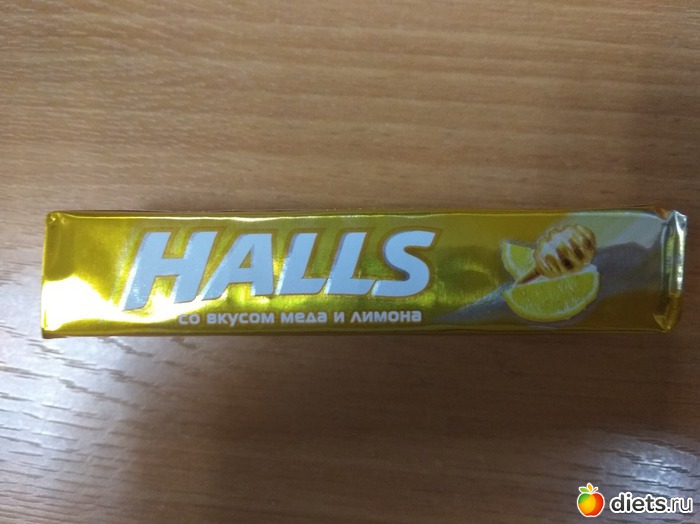 HALLS
со вкусом меда и лимона
diets.ru